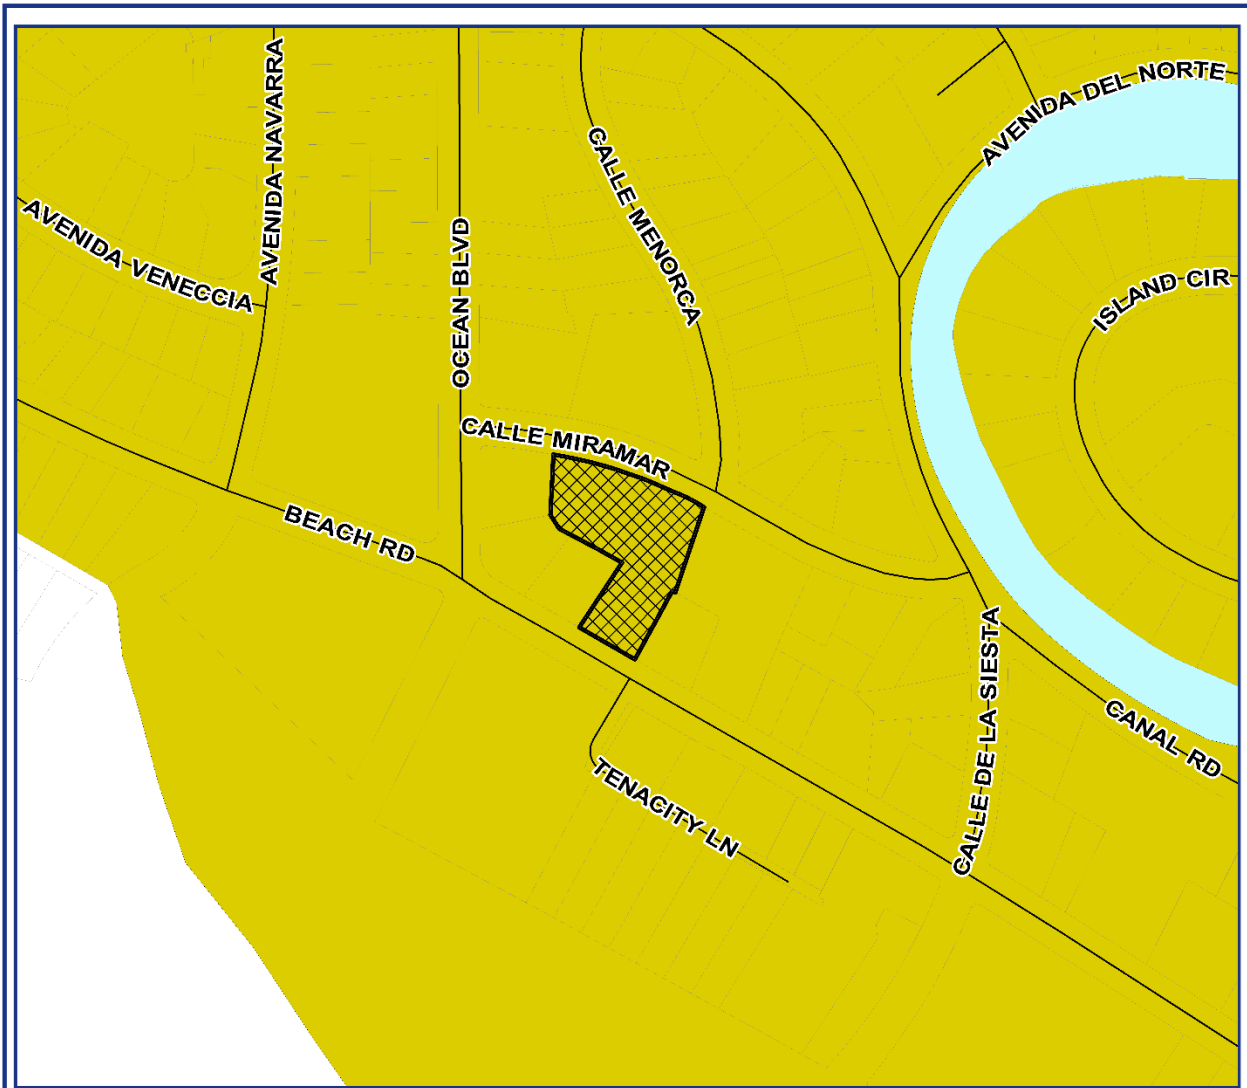 AVENIDA DEL NORTE
AVENIDA NAVARRA
CALLE MENORCA
AVENIDA VENECCIA
OCEAN BLVD
ISLAND CIR
CALLE MIRAMAR
BEACH RD
CALLE DE LA SIESTA
CANAL RD
TENACITY LN